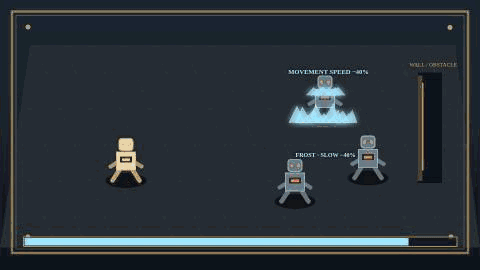 WALL / OBSTACLE
MOVEMENT SPEED −40%
FROST · SLOW −40%